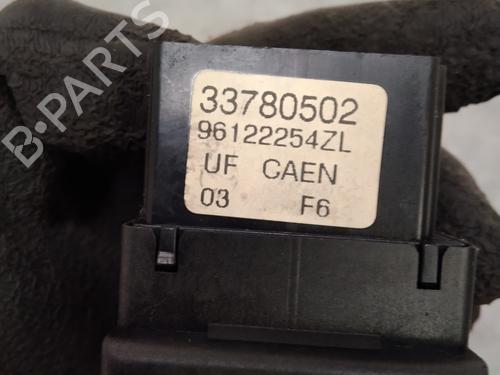 33780502
96122254ZL
UF CAEN
03 F6
B-PARTS